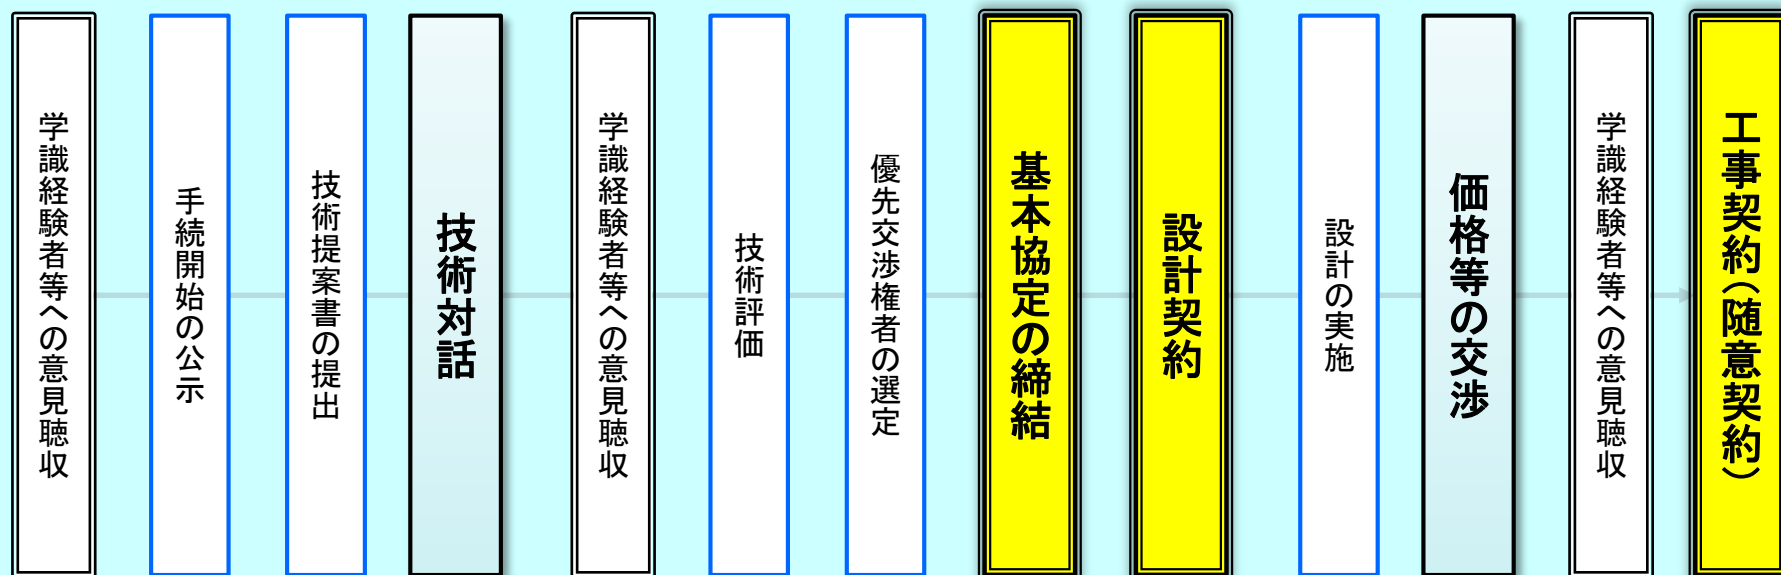 学識経験者等への意見聴収
手続開始の公示
技術提案書の提出
技術対話
学識経験者等への意見聴収
技術評価
優先交渉権者の選定
基本協定の締結
設計契約
設計の実施
価格等の交渉
学識経験者等への意見聴収
工事契約(随意契約)